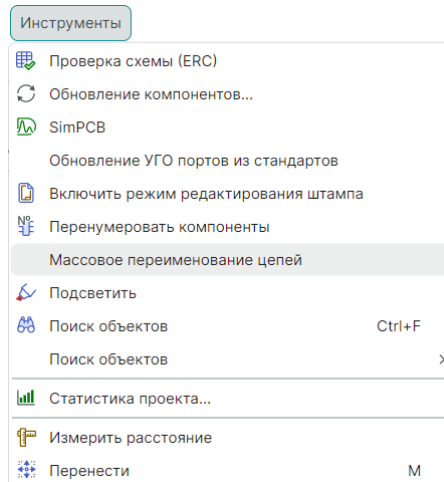 Инструменты
Проверка схемы (ERC)
Обновление компонентов...
SimPCB
Обновление УГО портов из стандартов
Включить режим редактирования штампа
Перенумеровать компоненты
Массовое переименование цепей
Подсветить
Поиск объектов Ctrl+F
Поиск объектов
Статистика проекта...
Измерить расстояние
Перенести M